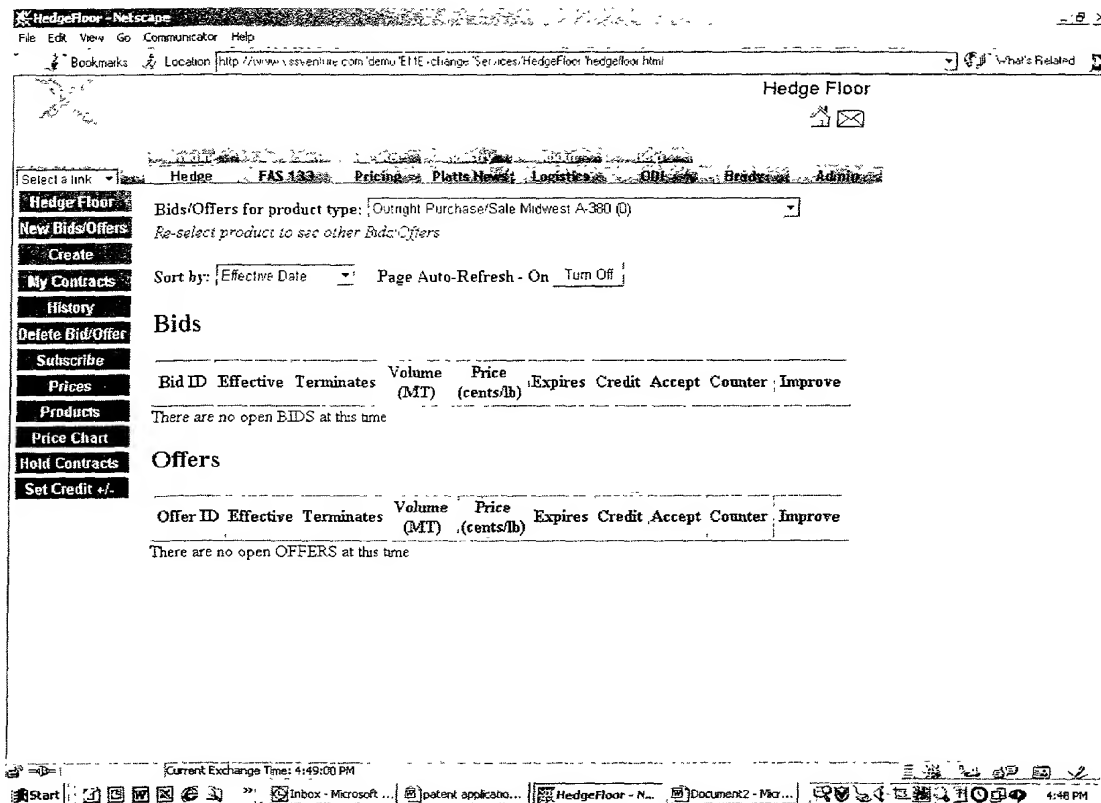 HedgeFloor - Netscape
File Edit View Go Communicator Help
Bookmarks Location What's Related
Hedge Floor
Select a link Hedge FAS 133 Pricing Platts News Logistics ODL Brady Admin
Hedge Floor
New Bids/Offers
Create
My Contracts
History
Delete Bid/Offer
Subscribe
Prices
Products
Price Chart
Hold Contracts
Set Credit +/-
Bids/Offers for product type: Outright Purchase/Sale Midwest A-380 (0)
Re-select product to see other Bids/Offers
Sort by: Effective Date Page Auto-Refresh - On Turn Off
Bids
Bid ID Effective Terminates Volume (MT) Price (cents/lb) Expires Credit Accept Counter Improve
There are no open BIDS at this time
Offers
Offer ID Effective Terminates Volume (MT) Price (cents/lb) Expires Credit Accept Counter Improve
There are no open OFFERS at this time
Current Exchange Time: 4:49:00 PM
Start Inbox - Microsoft ... patent applicatio... HedgeFloor - N... Document2 - Micr... 4:48 PM